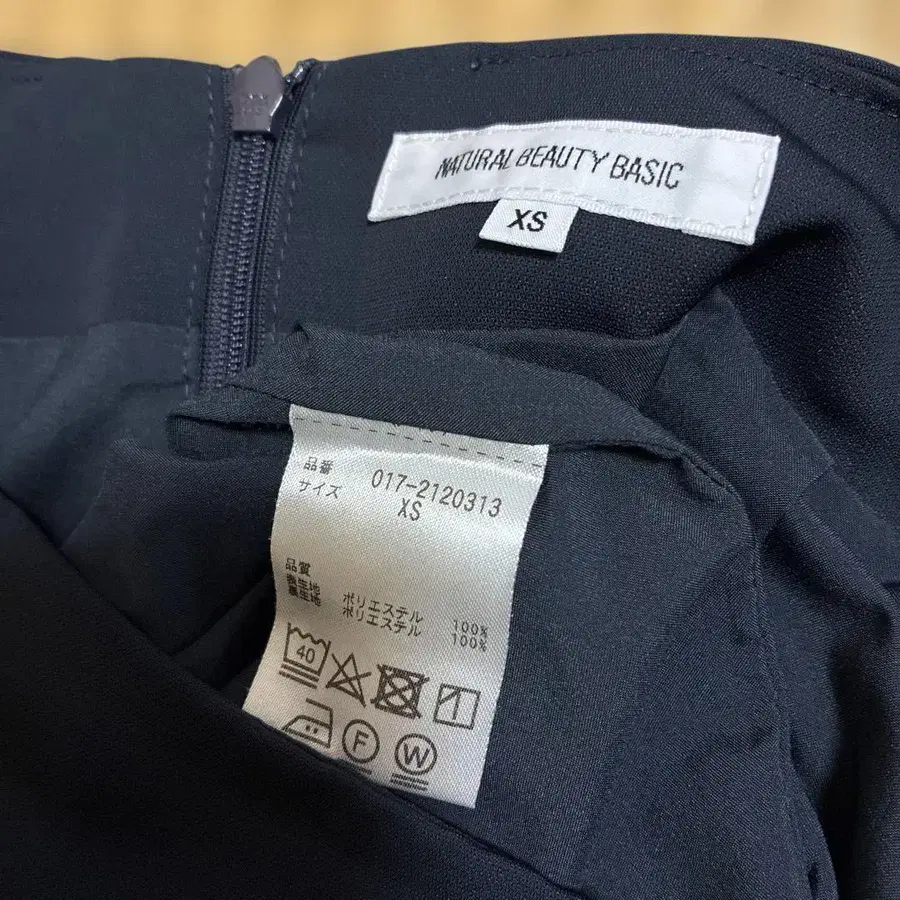 NATURAL BEAUTY BASIC
XS
品番 017-2120313
サイズ XS
品質
表生地 ポリエステル 100%
裏生地 ポリエステル 100%
40
F
W